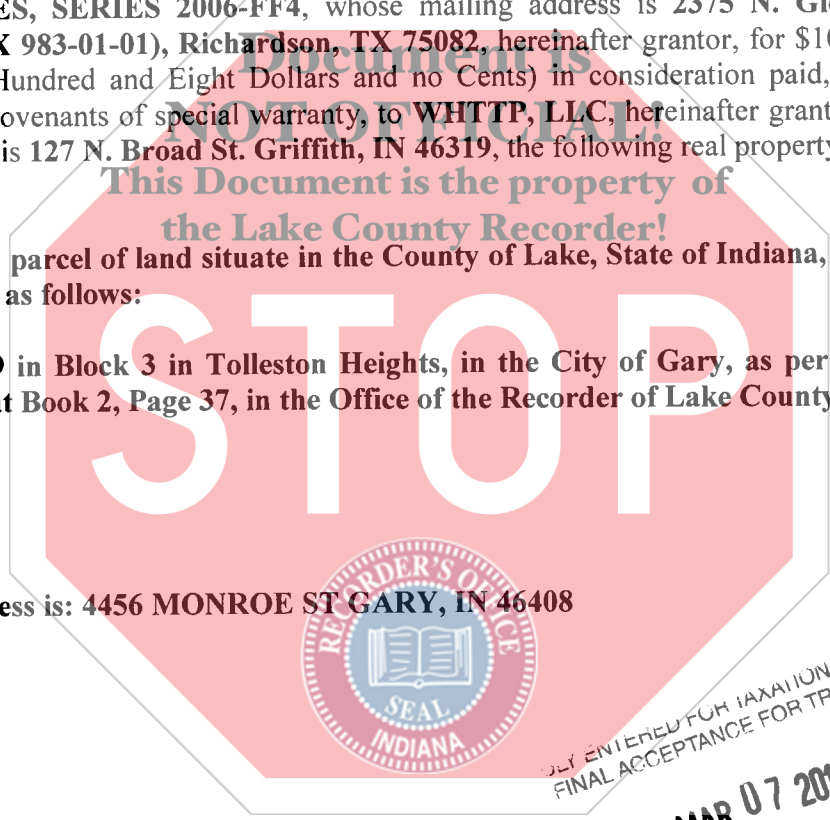 ES, SERIES 2006-FF4, whose mailing address is 2375 N. Gl
X 983-01-01), Richardson, TX 75082, hereinafter grantor, for $10
Document is
Hundred and Eight Dollars and no Cents) in consideration paid,
ovenants of special warranty, to WHTTP, LLC, hereinafter grant
NOT OFFICIAL!
is 127 N. Broad St. Griffith, IN 46319, the following real property
This Document is the property of
the Lake County Recorder!
parcel of land situate in the County of Lake, State of Indiana,
as follows:
STOP
in Block 3 in Tolleston Heights, in the City of Gary, as per
at Book 2, Page 37, in the Office of the Recorder of Lake County
RECORDER'S OFFICE
ess is: 4456 MONROE ST GARY, IN 46408
SEAL
INDIANA
ENTERED FOR TAXATION
FINAL ACCEPTANCE FOR TR
MAR 07 201